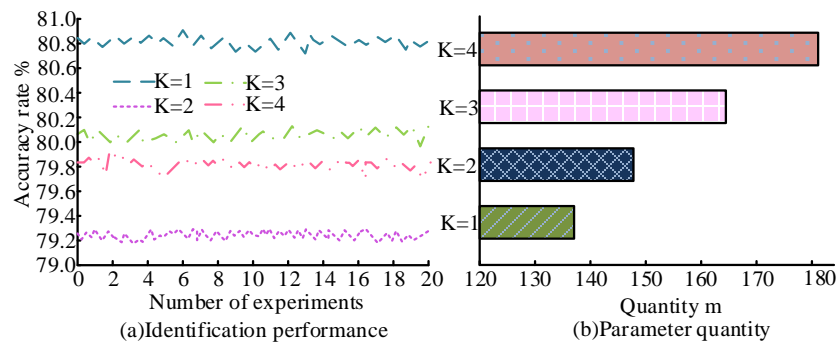 Accuracy rate %
81.0
80.8
80.6
80.4
80.2
80.0
79.8
79.6
79.4
79.2
79.0
K=1
K=3
K=2
K=4
0 2 4 6 8 10 12 14 16 18 20
Number of experiments
(a)Identification performance
K=4
K=3
K=2
K=1
120 130 140 150 160 170 180
Quantity m
(b)Parameter quantity